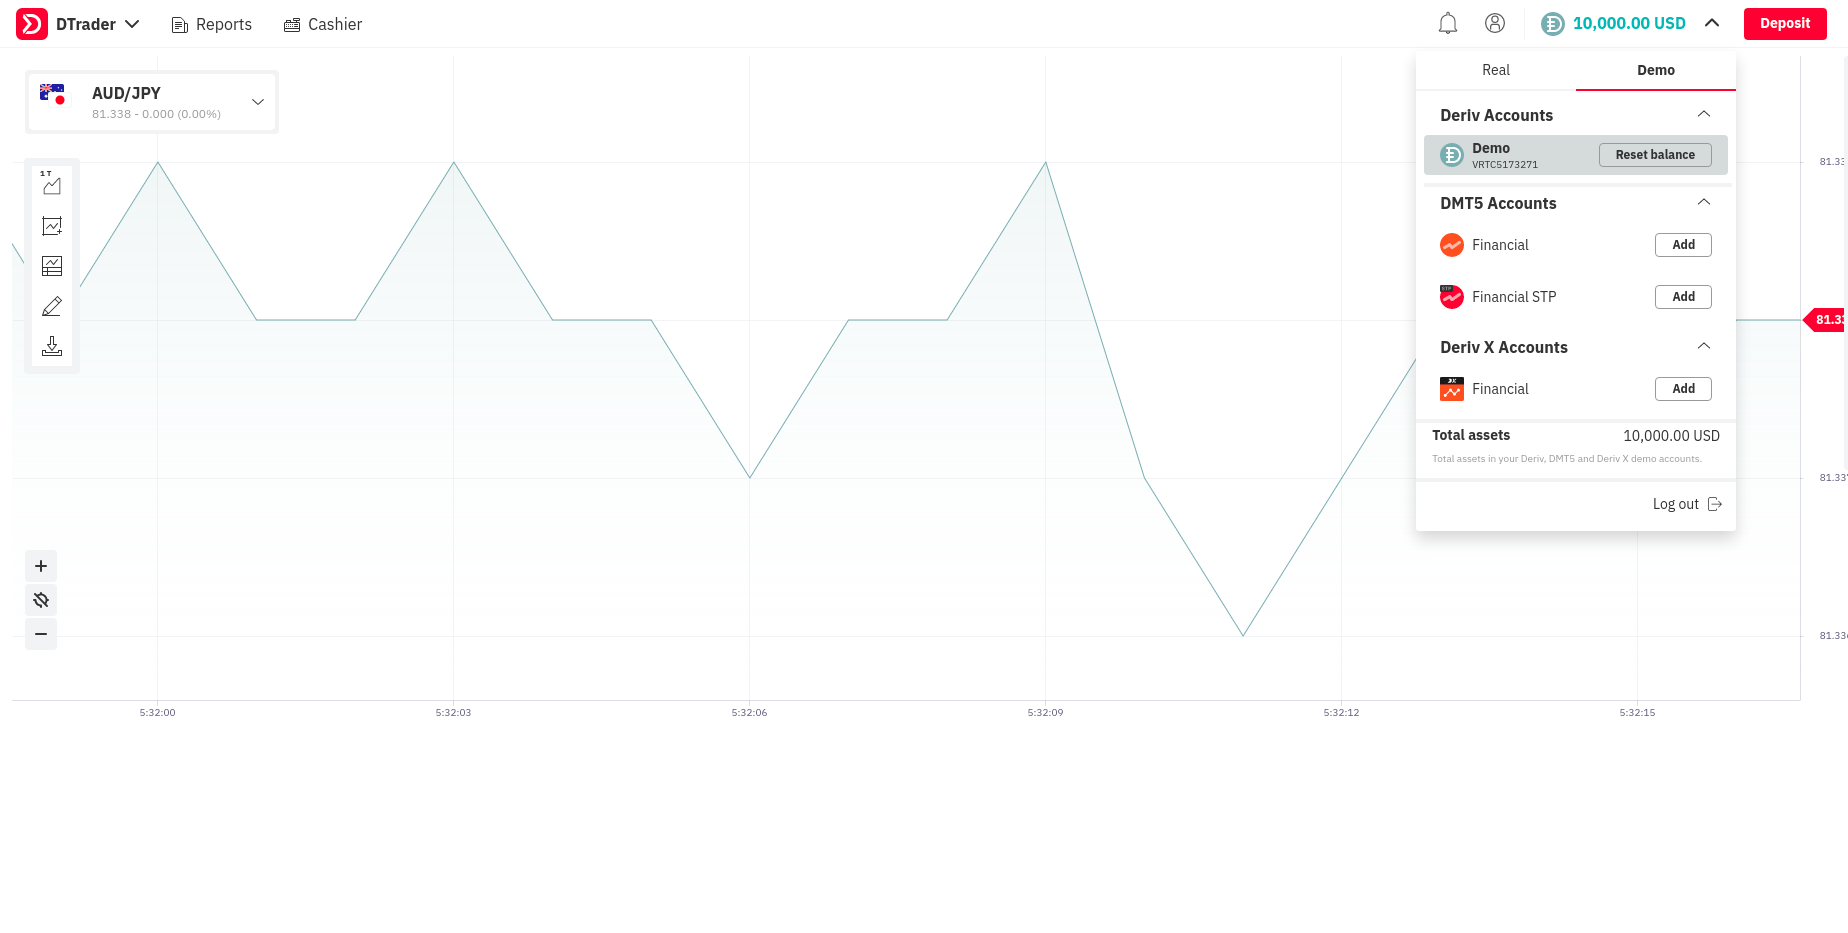 DTrader
Reports
Cashier
10,000.00 USD
Deposit
AUD/JPY
81.338 - 0.000 (0.00%)
1T
Real
Demo
Deriv Accounts
Demo
VRTC5173271
Reset balance
DMT5 Accounts
Financial
Add
STP
Financial STP
Add
Deriv X Accounts
Financial
Add
Total assets
10,000.00 USD
Total assets in your Deriv, DMT5 and Deriv X demo accounts.
Log out
5:32:00
5:32:03
5:32:06
5:32:09
5:32:12
5:32:15